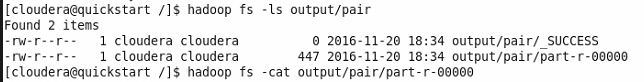 [cloudera@quickstart /]$ hadoop fs -ls output/pair
Found 2 items
-rw-r--r--   1 cloudera cloudera          0 2016-11-20 18:34 output/pair/_SUCCESS
-rw-r--r--   1 cloudera cloudera        447 2016-11-20 18:34 output/pair/part-r-00000
[cloudera@quickstart /]$ hadoop fs -cat output/pair/part-r-00000